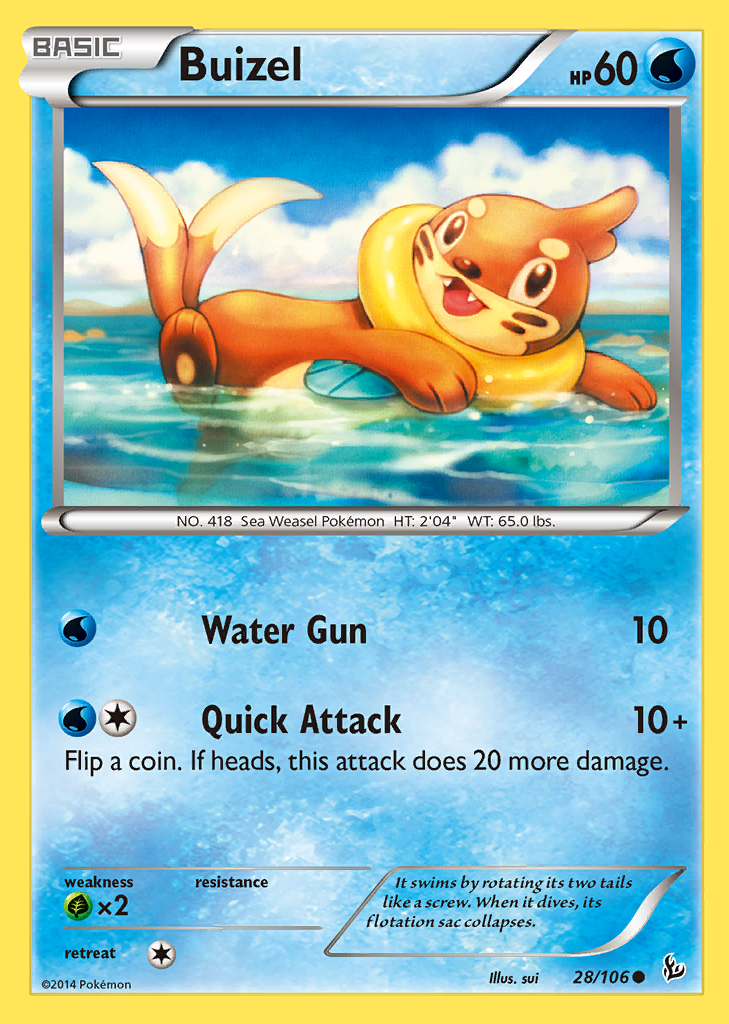 BASIC Buizel HP60
NO. 418 Sea Weasel Pokémon HT: 2'04" WT: 65.0 lbs.
Water Gun 10
Quick Attack 10+
Flip a coin. If heads, this attack does 20 more damage.
weakness resistance
×2
retreat
It swims by rotating its two tails
like a screw. When it dives, its
flotation sac collapses.
©2014 Pokémon Illus. sui 28/106